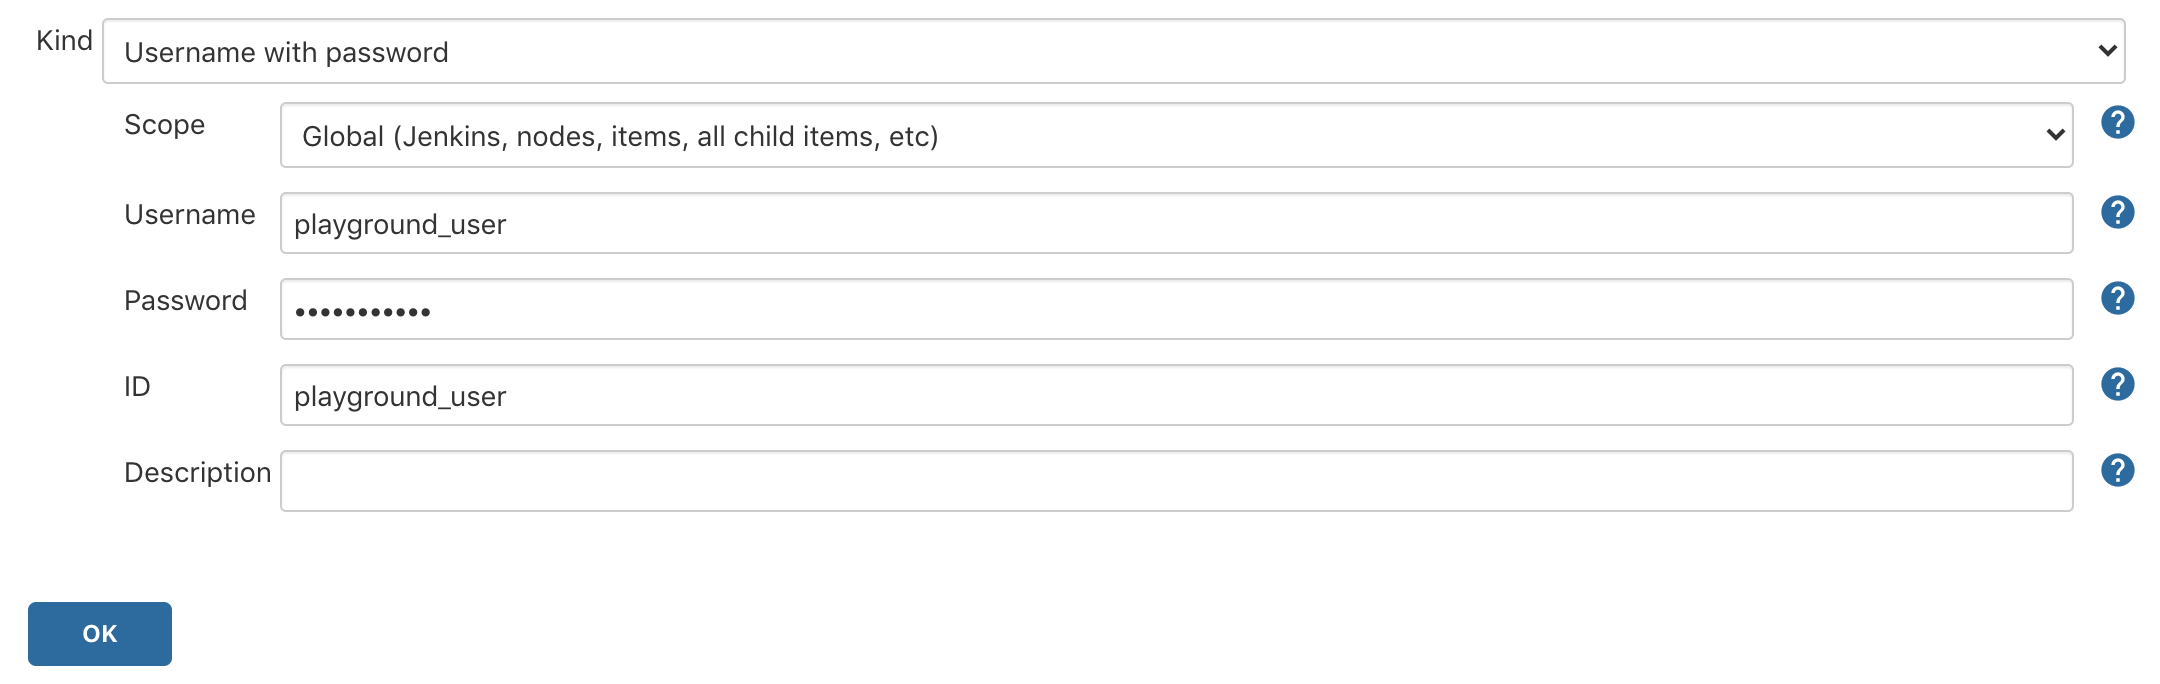 Kind Username with password
Scope Global (Jenkins, nodes, items, all child items, etc) ?
Username playground_user ?
Password ••••••••••• ?
ID playground_user ?
Description ?
OK